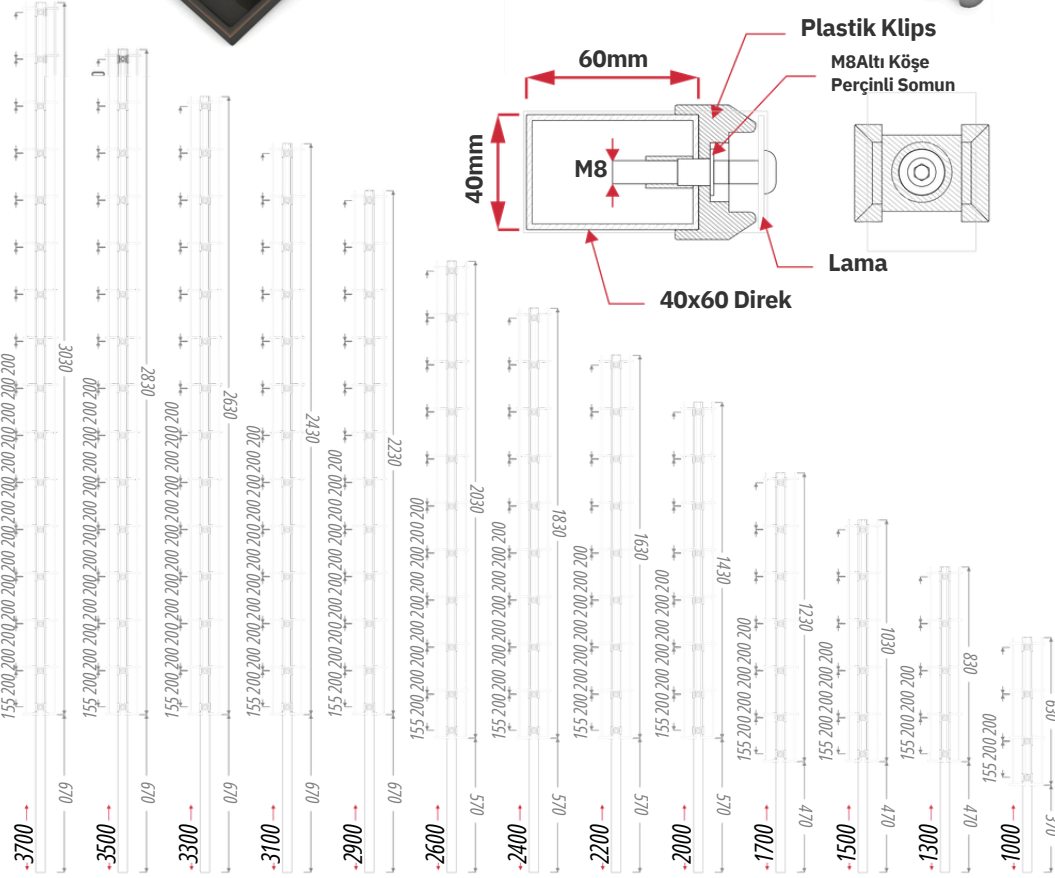 Plastik Klips
60mm
M8Altı Köşe
Perçinli Somun
40mm
M8
Lama
40x60 Direk
155 200 200 200 200 200 200 200 200 200 200 200 200 200 200
3030
670
3700
155 200 200 200 200 200 200 200 200 200 200 200 200 200
2830
670
3500
155 200 200 200 200 200 200 200 200 200 200 200 200
2630
670
3300
155 200 200 200 200 200 200 200 200 200 200 200
2430
670
3100
155 200 200 200 200 200 200 200 200 200 200
2230
670
2900
155 200 200 200 200 200 200 200 200 200
2030
570
2600
155 200 200 200 200 200 200 200 200
1830
570
2400
155 200 200 200 200 200 200 200
1630
570
2200
155 200 200 200 200 200 200
1430
570
2000
155 200 200 200 200 200
1230
470
1700
155 200 200 200 200
1030
470
1500
155 200 200 200
830
470
1300
155 200 200
630
370
1000